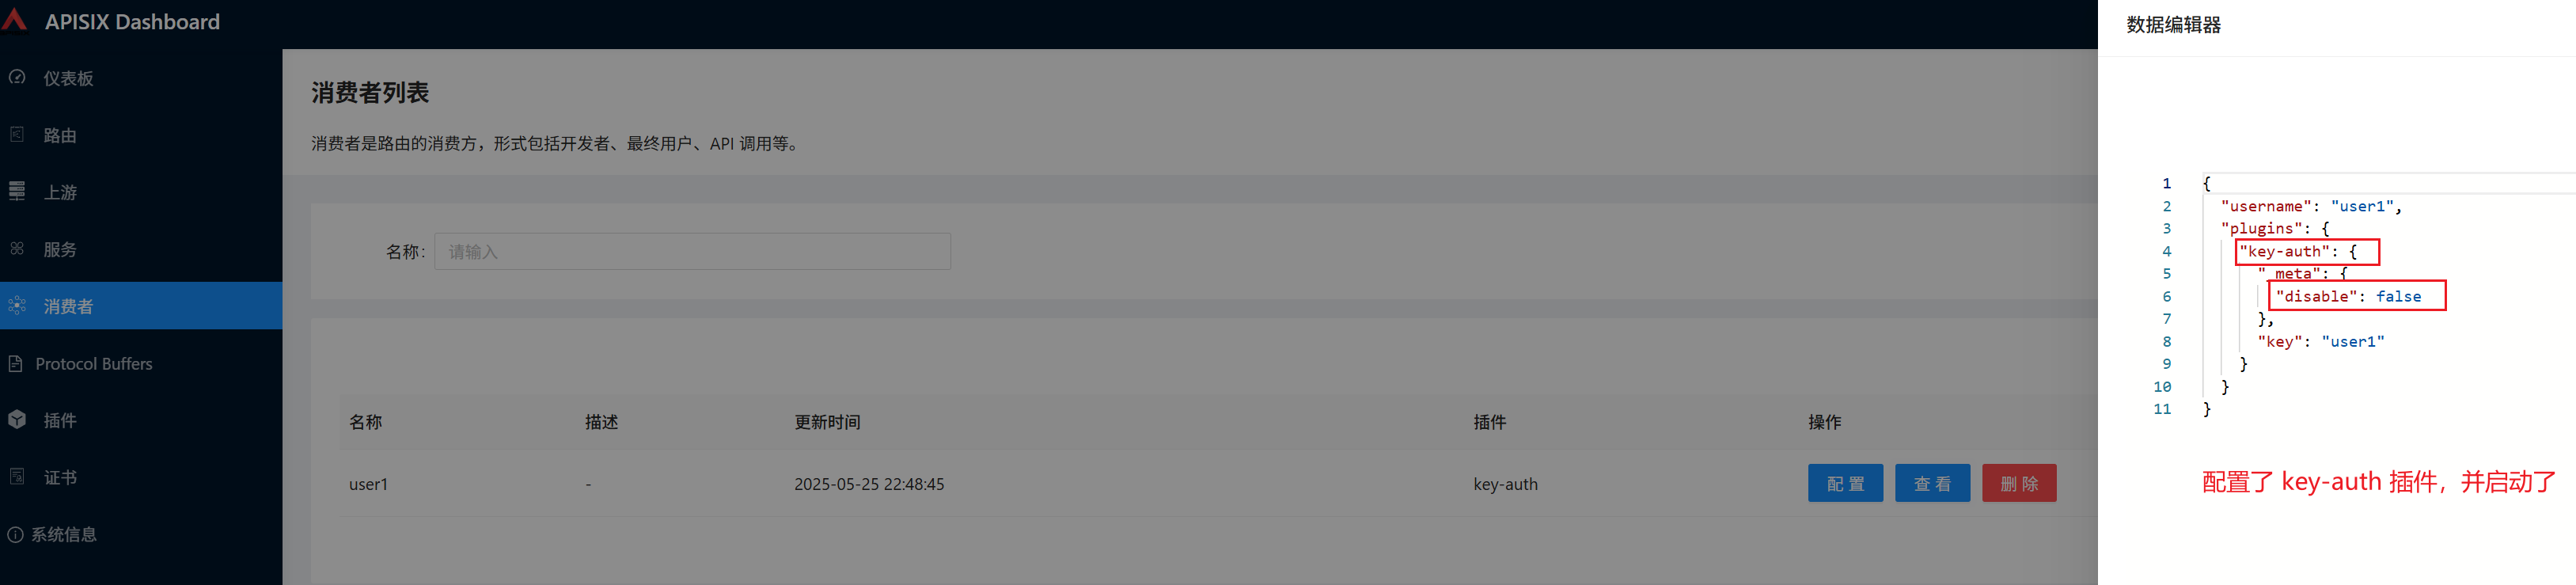 APISIX Dashboard
仪表板
路由
上游
服务
消费者
Protocol Buffers
插件
证书
系统信息
消费者列表
消费者是路由的消费方，形式包括开发者、最终用户、API 调用等。
名称: 请输入
名称 描述 更新时间 插件 操作
user1 - 2025-05-25 22:48:45 key-auth 配置 查看 删除
数据编辑器
1 {
2 "username": "user1",
3 "plugins": {
4 "key-auth": {
5 "_meta": {
6 "disable": false
7 },
8 "key": "user1"
9 }
10 }
11 }
配置了 key-auth 插件，并启动了